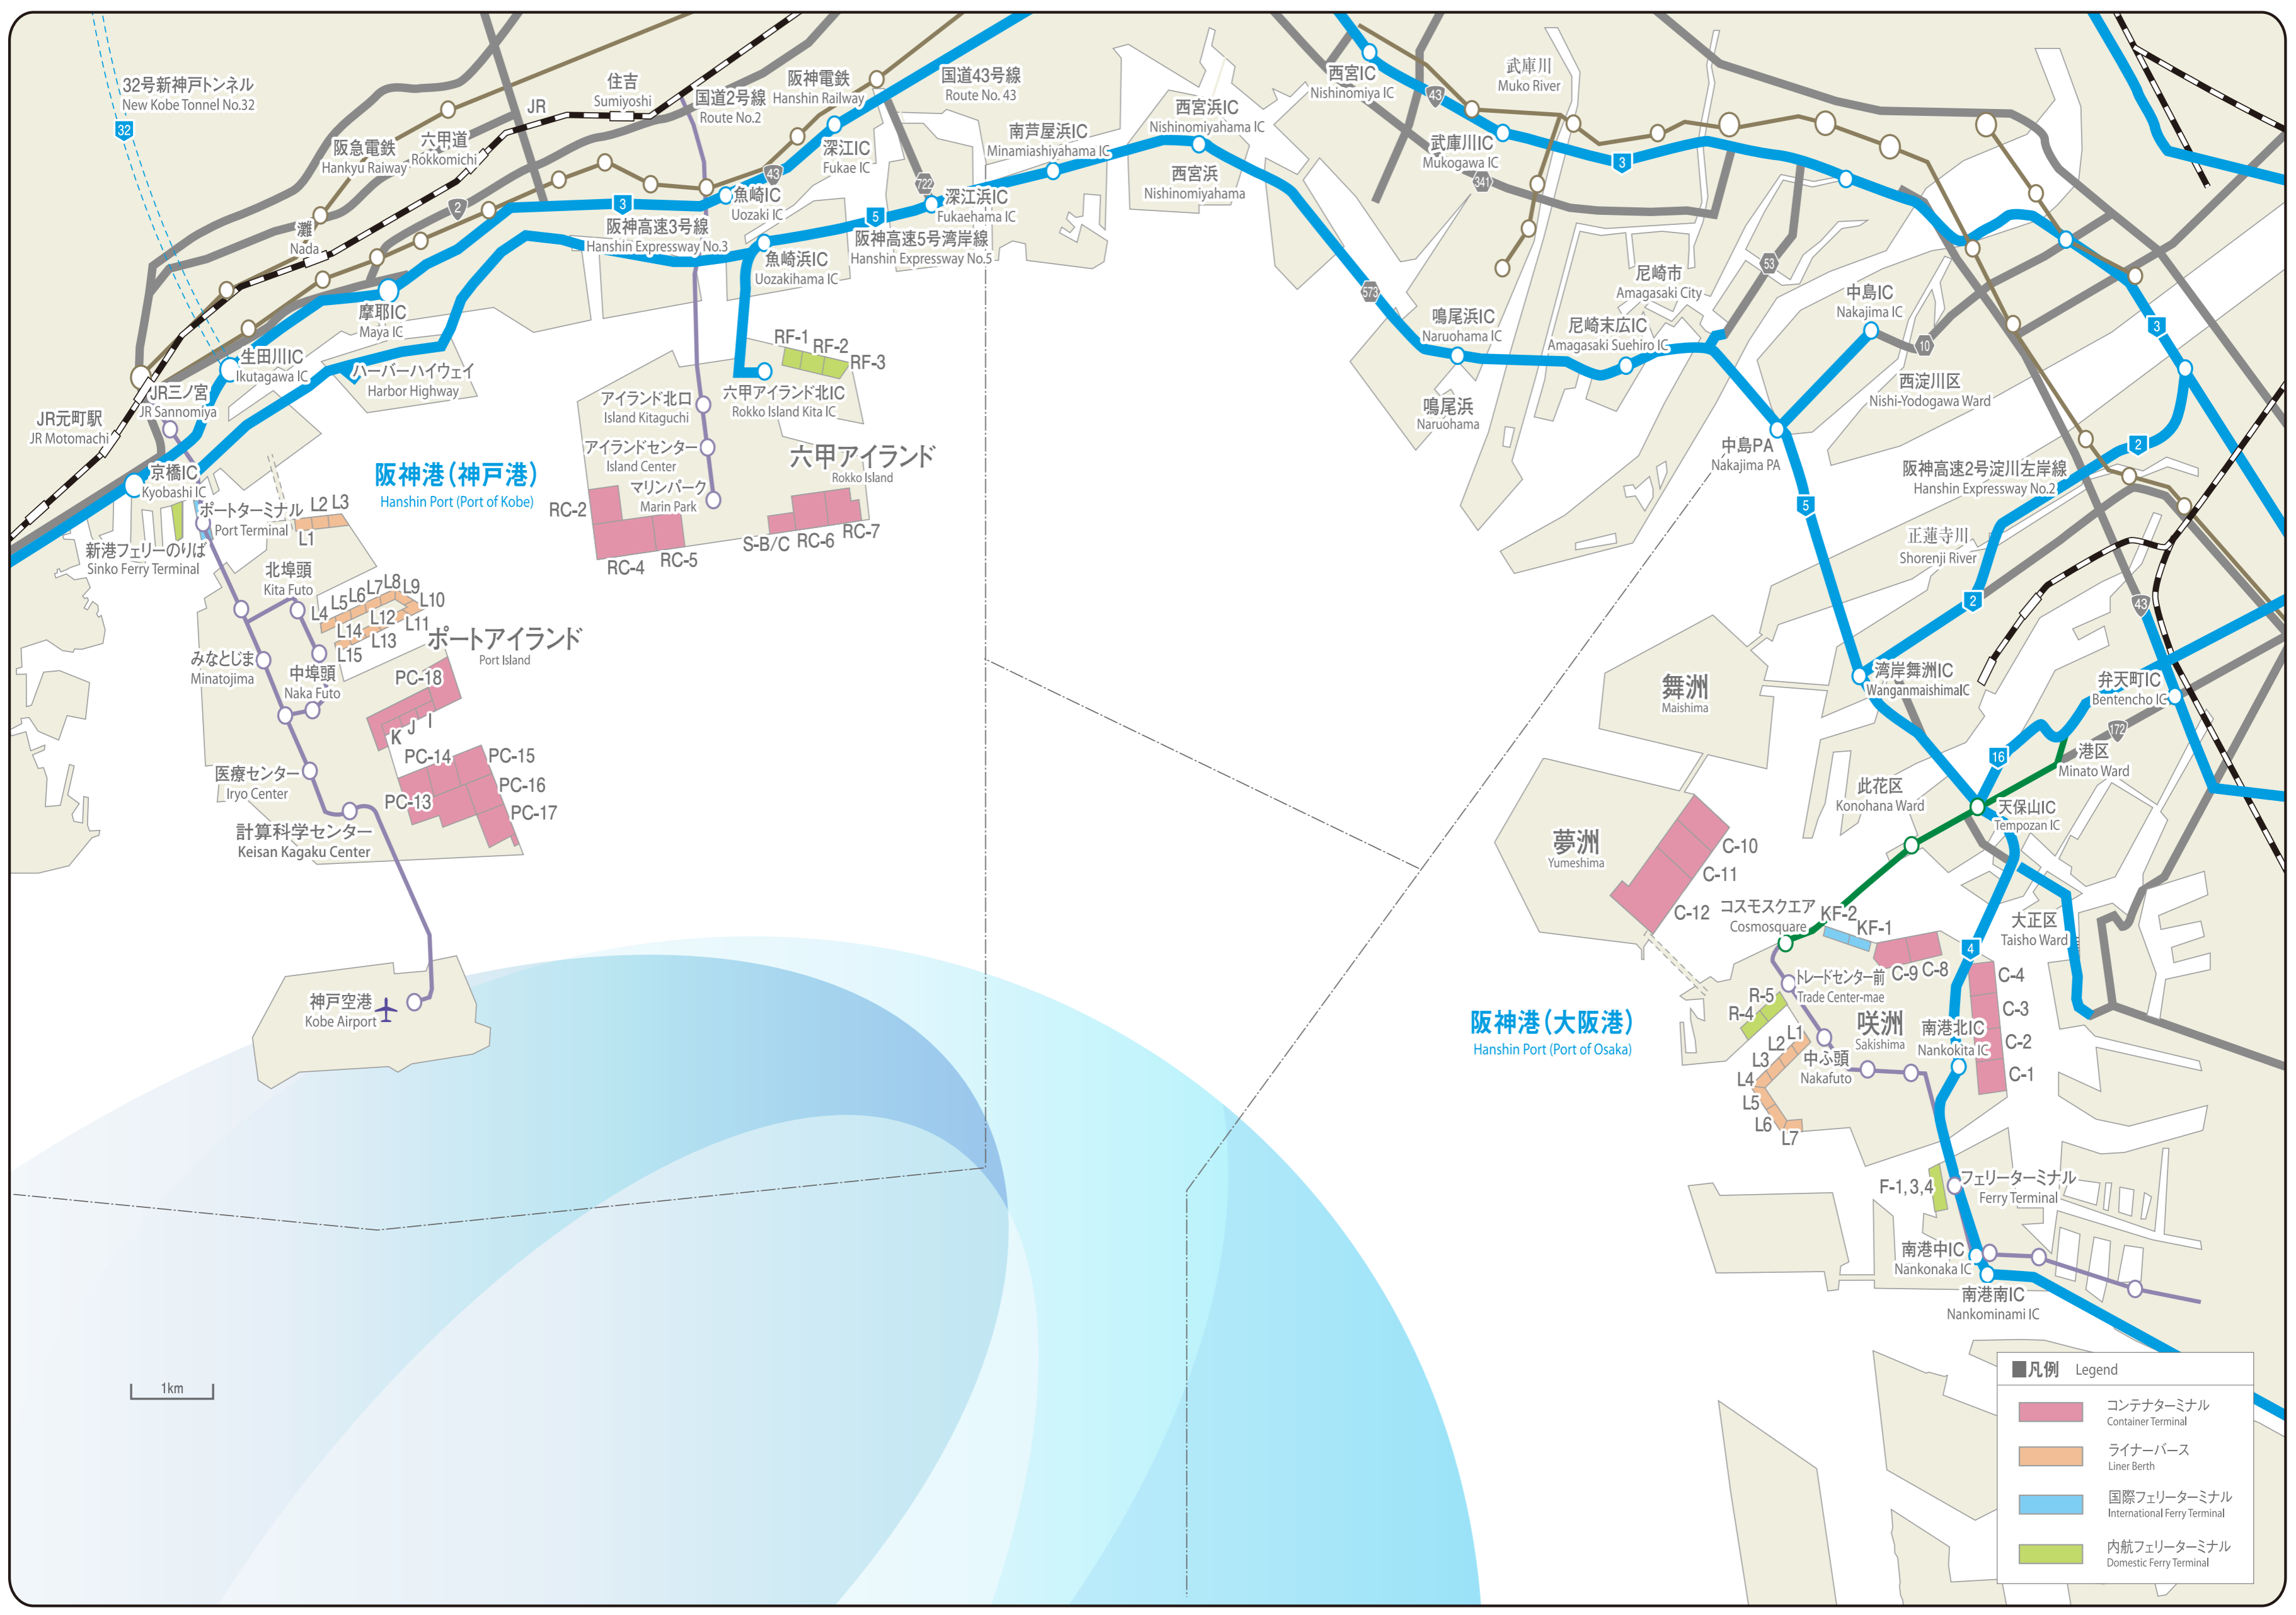 32号新神戸トンネル
New Kobe Tunnel No.32
32
阪急電鉄
Hankyu Raiway
六甲道
Rokkomichi
JR
住吉
Sumiyoshi
国道2号線
Route No.2
阪神電鉄
Hanshin Railway
国道43号線
Route No. 43
深江IC
Fukae IC
43
722
魚崎IC
Uozaki IC
3
2
灘
Nada
阪神高速3号線
Hanshin Expressway No.3
5
深江浜IC
Fukaehama IC
阪神高速5号湾岸線
Hanshin Expressway No.5
魚崎浜IC
Uozakihama IC
南芦屋浜IC
Minamiashiyahama IC
西宮浜IC
Nishinomiyahama IC
西宮浜
Nishinomiyahama
西宮IC
Nishinomiya IC
43
武庫川
Muko River
武庫川IC
Mukogawa IC
341
3
573
鳴尾浜IC
Naruohama IC
鳴尾浜
Naruohama
尼崎市
Amagasaki City
尼崎末広IC
Amagasaki Suehiro IC
53
中島IC
Nakajima IC
10
西淀川区
Nishi-Yodogawa Ward
3
2
中島PA
Nakajima PA
5
阪神高速2号淀川左岸線
Hanshin Expressway No.2
正蓮寺川
Shorenji River
2
43
摩耶IC
Maya IC
生田川IC
Ikutagawa IC
ハーバーハイウェイ
Harbor Highway
JR三ノ宮
JR Sannomiya
JR元町駅
JR Motomachi
京橋IC
Kyobashi IC
ポートターミナル
Port Terminal
新港フェリーのりば
Sinko Ferry Terminal
L1
L2
L3
阪神港（神戸港）
Hanshin Port (Port of Kobe)
RF-1
RF-2
RF-3
六甲アイランド北IC
Rokko Island Kita IC
アイランド北口
Island Kitaguchi
アイランドセンター
Island Center
マリンパーク
Marin Park
六甲アイランド
Rokko Island
RC-2
RC-4
RC-5
S-B/C
RC-6
RC-7
北埠頭
Kita Futo
L4
L5
L6
L7
L8
L9
L10
L11
L12
L13
L14
L15
ポートアイランド
Port Island
みなとじま
Minatojima
中埠頭
Naka Futo
PC-18
K
J
I
PC-14
PC-15
PC-16
PC-13
PC-17
医療センター
Iryo Center
計算科学センター
Keisan Kagaku Center
神戸空港
Kobe Airport
舞洲
Maishima
湾岸舞洲IC
WanganmaishimaIC
弁天町IC
Bentencho IC
172
16
港区
Minato Ward
此花区
Konohana Ward
天保山IC
Tempozan IC
夢洲
Yumeshima
C-10
C-11
C-12
コスモスクエア
Cosmosquare
KF-2
KF-1
C-9
C-8
4
大正区
Taisho Ward
トレードセンター前
Trade Center-mae
R-5
R-4
C-4
C-3
C-2
C-1
咲洲
Sakishima
南港北IC
Nankokita IC
中ふ頭
Nakafuto
L1
L2
L3
L4
L5
L6
L7
阪神港（大阪港）
Hanshin Port (Port of Osaka)
F-1,3,4
フェリーターミナル
Ferry Terminal
南港中IC
Nankonaka IC
南港南IC
Nankominami IC
1km
■凡例 Legend
コンテナターミナル
Container Terminal
ライナーバース
Liner Berth
国際フェリーターミナル
International Ferry Terminal
内航フェリーターミナル
Domestic Ferry Terminal